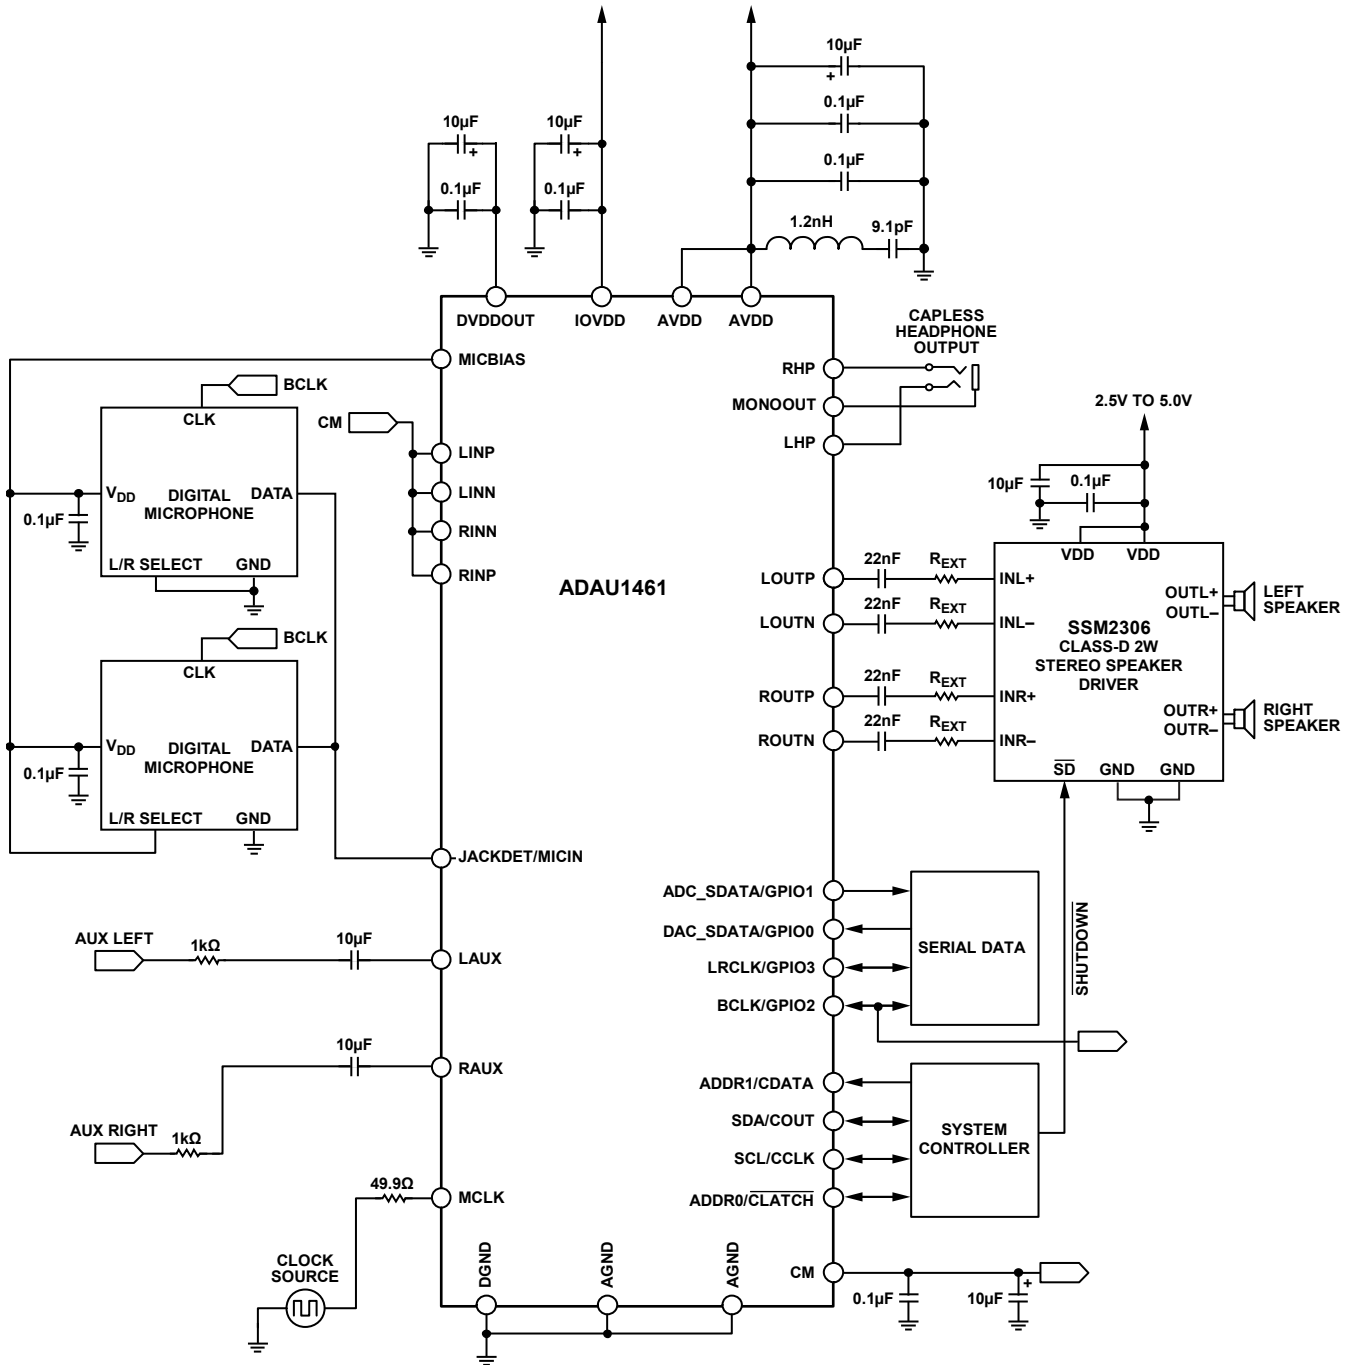 10µF
0.1µF
0.1µF
10µF
10µF
0.1µF
0.1µF
1.2nH
9.1pF
DVDDOUT
IOVDD
AVDD
AVDD
CAPLESS
HEADPHONE
OUTPUT
MICBIAS
RHP
BCLK
CLK
MONOOUT
2.5V TO 5.0V
CM
LHP
LINP
10µF
0.1µF
VDD
DIGITAL
MICROPHONE
DATA
LINN
0.1µF
RINN
VDD
VDD
L/R SELECT
GND
RINP
ADAU1461
LOUTP
22nF
REXT
INL+
OUTL+
OUTL–
LEFT
SPEAKER
LOUTN
22nF
REXT
INL–
SSM2306
CLASS-D 2W
STEREO SPEAKER
DRIVER
BCLK
CLK
ROUTP
22nF
REXT
INR+
OUTR+
OUTR–
RIGHT
SPEAKER
ROUTN
22nF
REXT
INR–
VDD
DIGITAL
MICROPHONE
DATA
0.1µF
SD
GND
GND
L/R SELECT
GND
JACKDET/MICIN
ADC_SDATA/GPIO1
DAC_SDATA/GPIO0
SERIAL DATA
SHUTDOWN
AUX LEFT
1kΩ
10µF
LAUX
LRCLK/GPIO3
BCLK/GPIO2
10µF
RAUX
ADDR1/CDATA
AUX RIGHT
1kΩ
SDA/COUT
SYSTEM
CONTROLLER
SCL/CCLK
49.9Ω
MCLK
ADDR0/CLATCH
CLOCK
SOURCE
DGND
AGND
AGND
CM
0.1µF
10µF